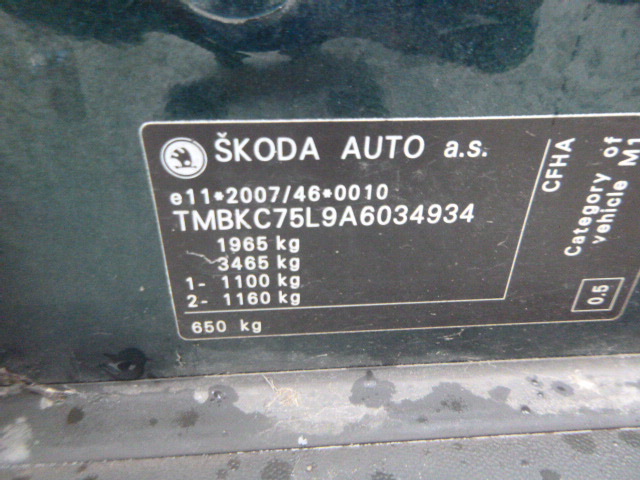 ŠKODA AUTO a.s.
e11*2007/46*0010
TMBKC75L9A6034934
1965 kg
3465 kg
1- 1100 kg
2- 1160 kg
650 kg
CFHA
Category of
vehicle M1
0.5